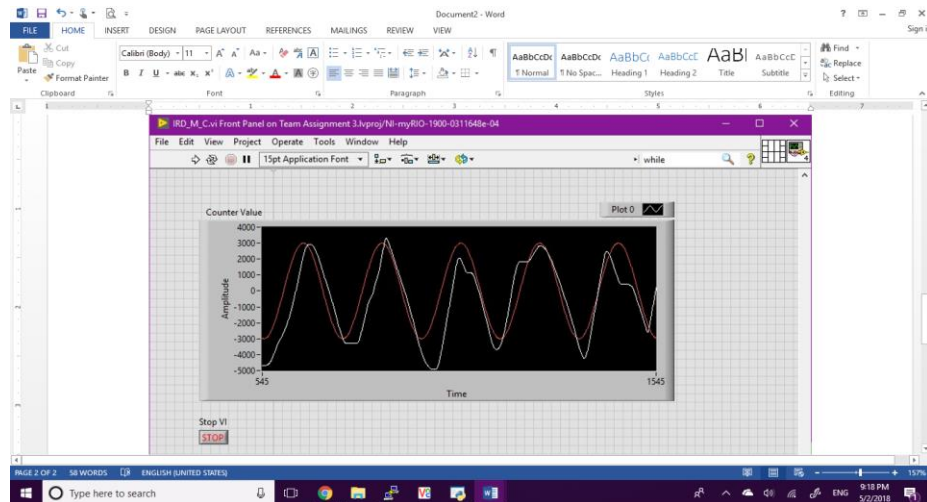 Document2 - Word
Sign i
FILE HOME INSERT DESIGN PAGE LAYOUT REFERENCES MAILINGS REVIEW VIEW
Paste
Cut
Copy
Format Painter
Calibri (Body) 11
AaBbCcDc AaBbCcDc AaBbCc AaBbCcC AaB AaBbCcC
¶ Normal ¶ No Spac... Heading 1 Heading 2 Title Subtitle
Find
Replace
Select
Clipboard Font Paragraph Styles Editing
IRD_M_C.vi Front Panel on Team Assignment 3.lvproj/NI-myRIO-1900-0311648e-04
File Edit View Project Operate Tools Window Help
15pt Application Font
while
Counter Value
Plot 0
4000
3000
2000
1000
0
-1000
-2000
-3000
-4000
-5000
Amplitude
545 1545
Time
Stop VI
STOP
PAGE 2 OF 2 58 WORDS ENGLISH (UNITED STATES) 157%
Type here to search
ENG
9:18 PM
5/2/2018